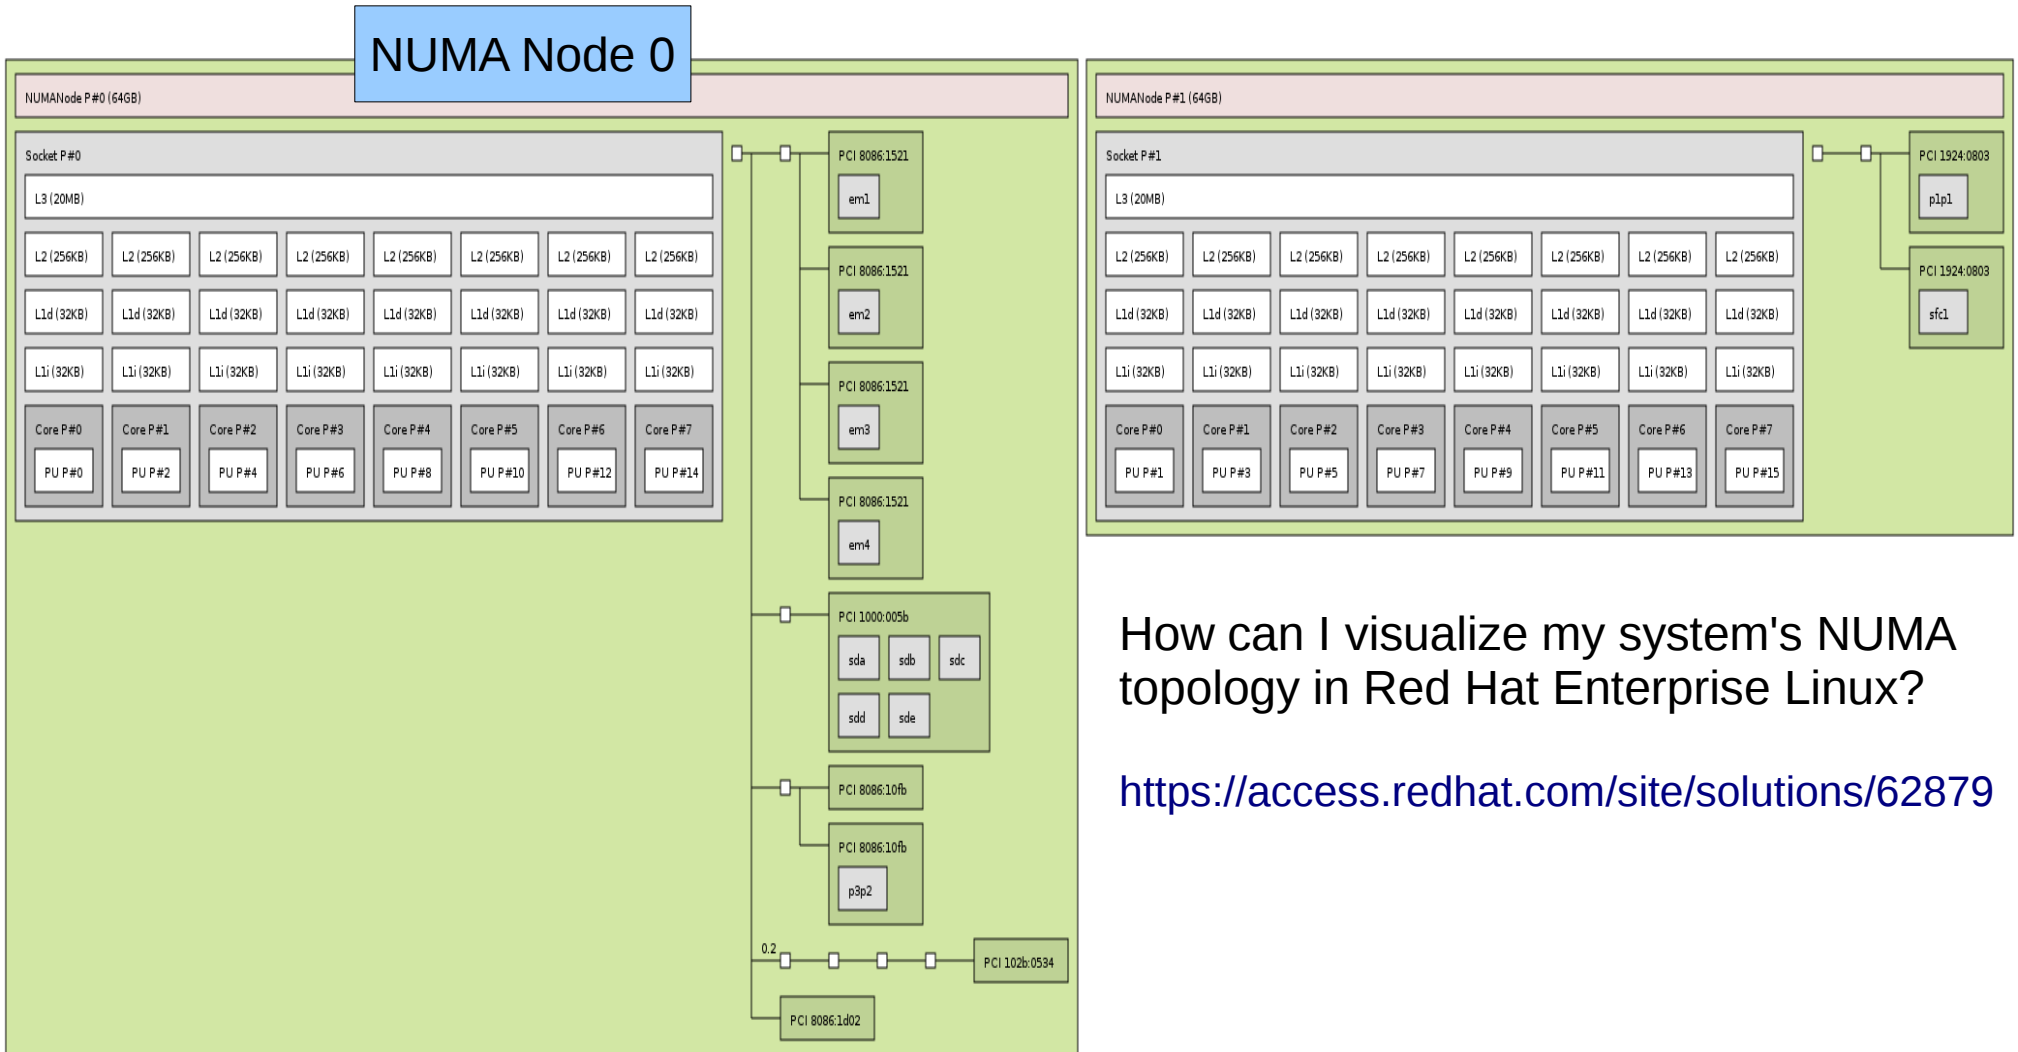 NUMA Node 0
NUMANode P#0 (64GB)
Socket P#0
L3 (20MB)
L2 (256KB) L2 (256KB) L2 (256KB) L2 (256KB) L2 (256KB) L2 (256KB) L2 (256KB) L2 (256KB)
L1d (32KB) L1d (32KB) L1d (32KB) L1d (32KB) L1d (32KB) L1d (32KB) L1d (32KB) L1d (32KB)
L1i (32KB) L1i (32KB) L1i (32KB) L1i (32KB) L1i (32KB) L1i (32KB) L1i (32KB) L1i (32KB)
Core P#0 Core P#1 Core P#2 Core P#3 Core P#4 Core P#5 Core P#6 Core P#7
PU P#0 PU P#2 PU P#4 PU P#6 PU P#8 PU P#10 PU P#12 PU P#14
PCI 8086:1521
em1
PCI 8086:1521
em2
PCI 8086:1521
em3
PCI 8086:1521
em4
PCI 1000:005b
sda sdb sdc
sdd sde
PCI 8086:10fb
PCI 8086:10fb
p3p2
0.2
PCI 102b:0534
PCI 8086:1d02
NUMANode P#1 (64GB)
Socket P#1
L3 (20MB)
L2 (256KB) L2 (256KB) L2 (256KB) L2 (256KB) L2 (256KB) L2 (256KB) L2 (256KB) L2 (256KB)
L1d (32KB) L1d (32KB) L1d (32KB) L1d (32KB) L1d (32KB) L1d (32KB) L1d (32KB) L1d (32KB)
L1i (32KB) L1i (32KB) L1i (32KB) L1i (32KB) L1i (32KB) L1i (32KB) L1i (32KB) L1i (32KB)
Core P#0 Core P#1 Core P#2 Core P#3 Core P#4 Core P#5 Core P#6 Core P#7
PU P#1 PU P#3 PU P#5 PU P#7 PU P#9 PU P#11 PU P#13 PU P#15
PCI 1924:0803
p1p1
PCI 1924:0803
sfc1
How can I visualize my system's NUMA
topology in Red Hat Enterprise Linux?
https://access.redhat.com/site/solutions/62879